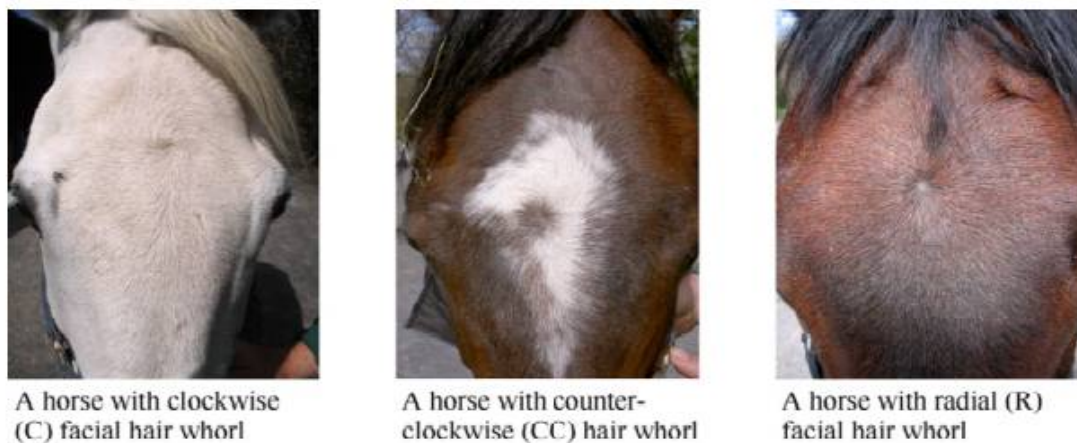 A horse with clockwise
(C) facial hair whorl
A horse with counter-
clockwise (CC) hair whorl
A horse with radial (R)
facial hair whorl